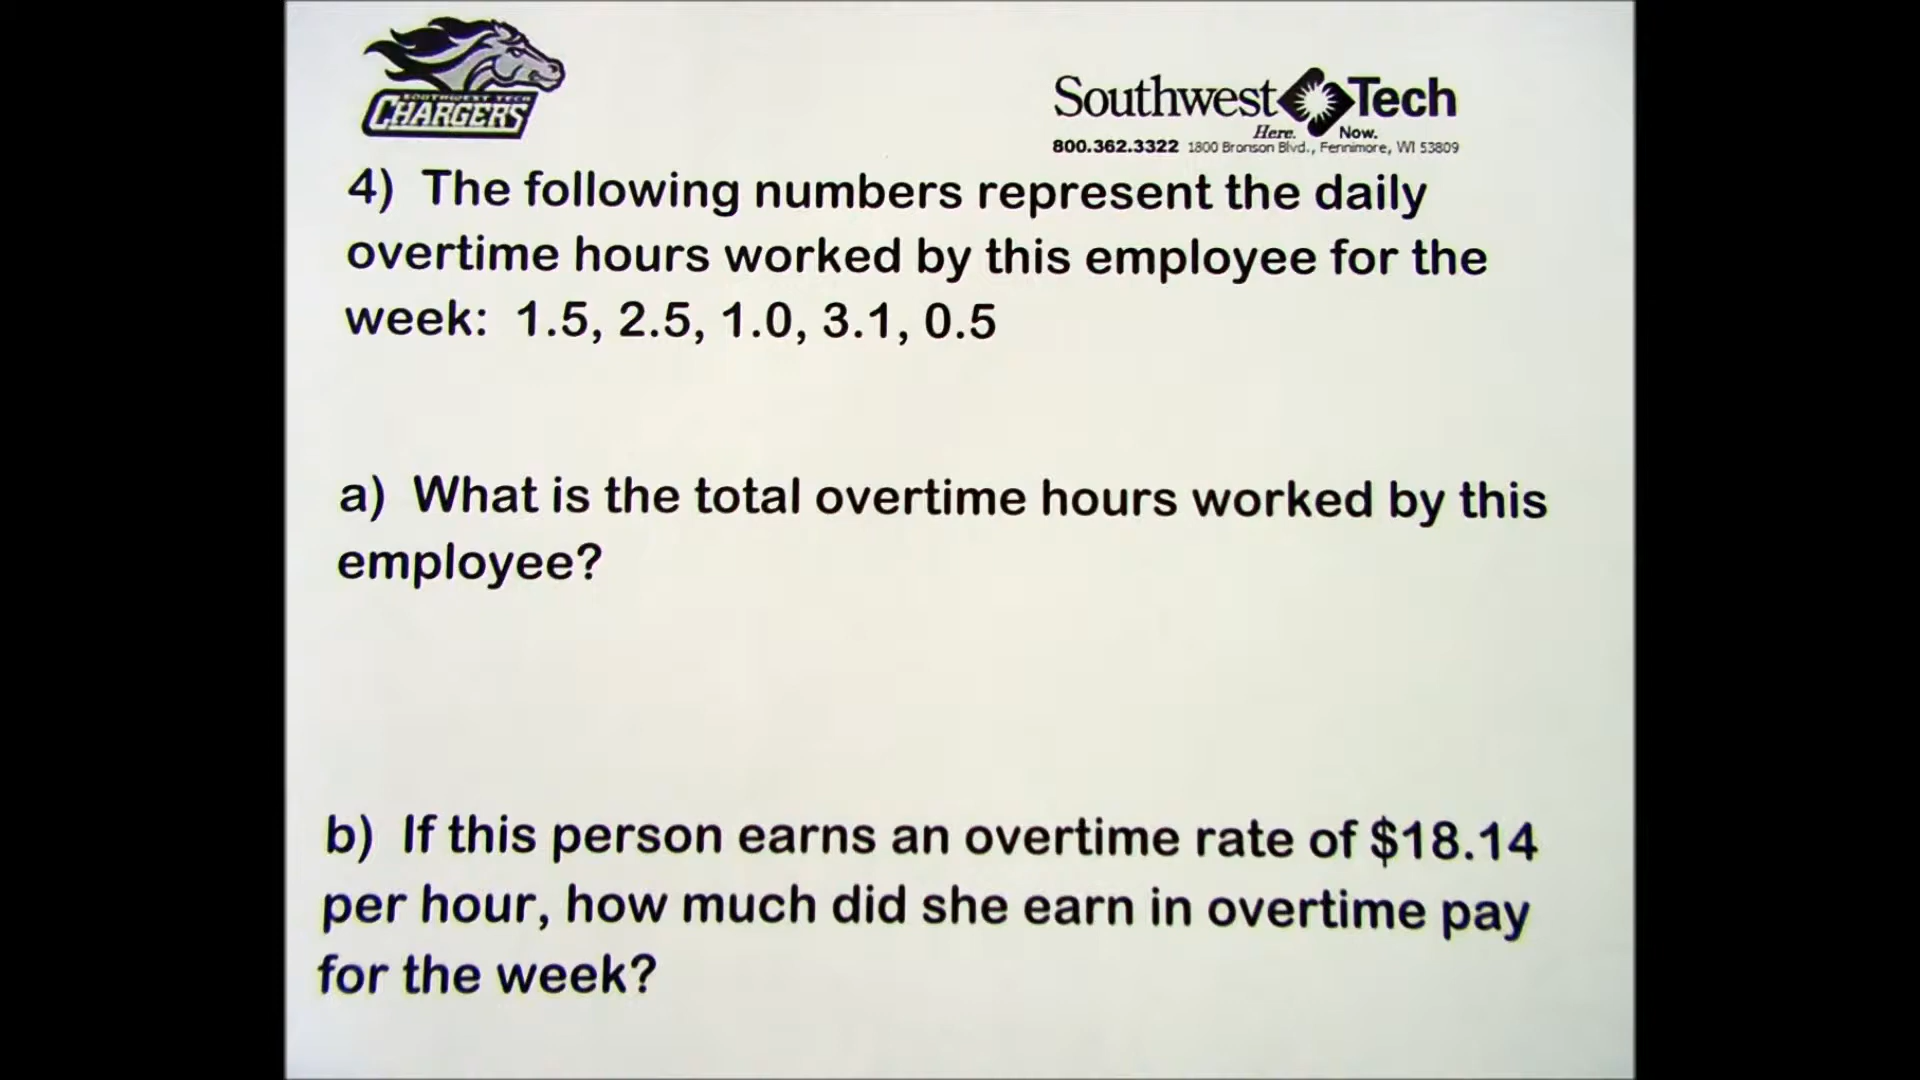 SOUTHWEST TECH
CHARGERS
Southwest Tech
Here. Now.
800.362.3322 1800 Bronson Blvd., Fennimore, WI 53809
4) The following numbers represent the daily
overtime hours worked by this employee for the
week: 1.5, 2.5, 1.0, 3.1, 0.5
a) What is the total overtime hours worked by this
employee?
b) If this person earns an overtime rate of $18.14
per hour, how much did she earn in overtime pay
for the week?